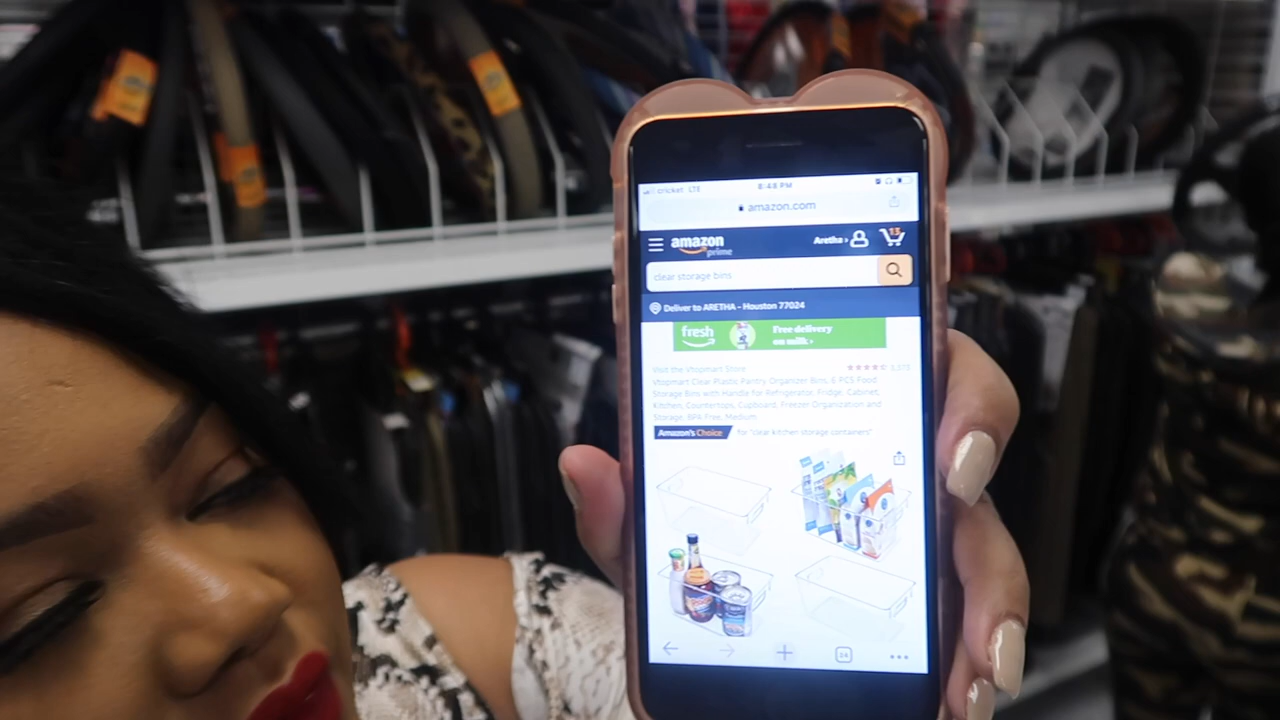 cricket LTE 8:48 PM
amazon.com
amazon Aretha › 13
prime
clear storage bins
Deliver to ARETHA - Houston 77024
fresh Free delivery
on milk ›
Visit the Vtopmart Store
Vtopmart Clear Plastic Pantry Organizer Bins, 6 PCS Food
Storage Bins with Handle for Refrigerator, Fridge, Cabinet,
Kitchen, Countertops, Cupboard, Freezer Organization and
Storage, BPA Free, Medium
Amazon's Choice for "clear kitchen storage containers"